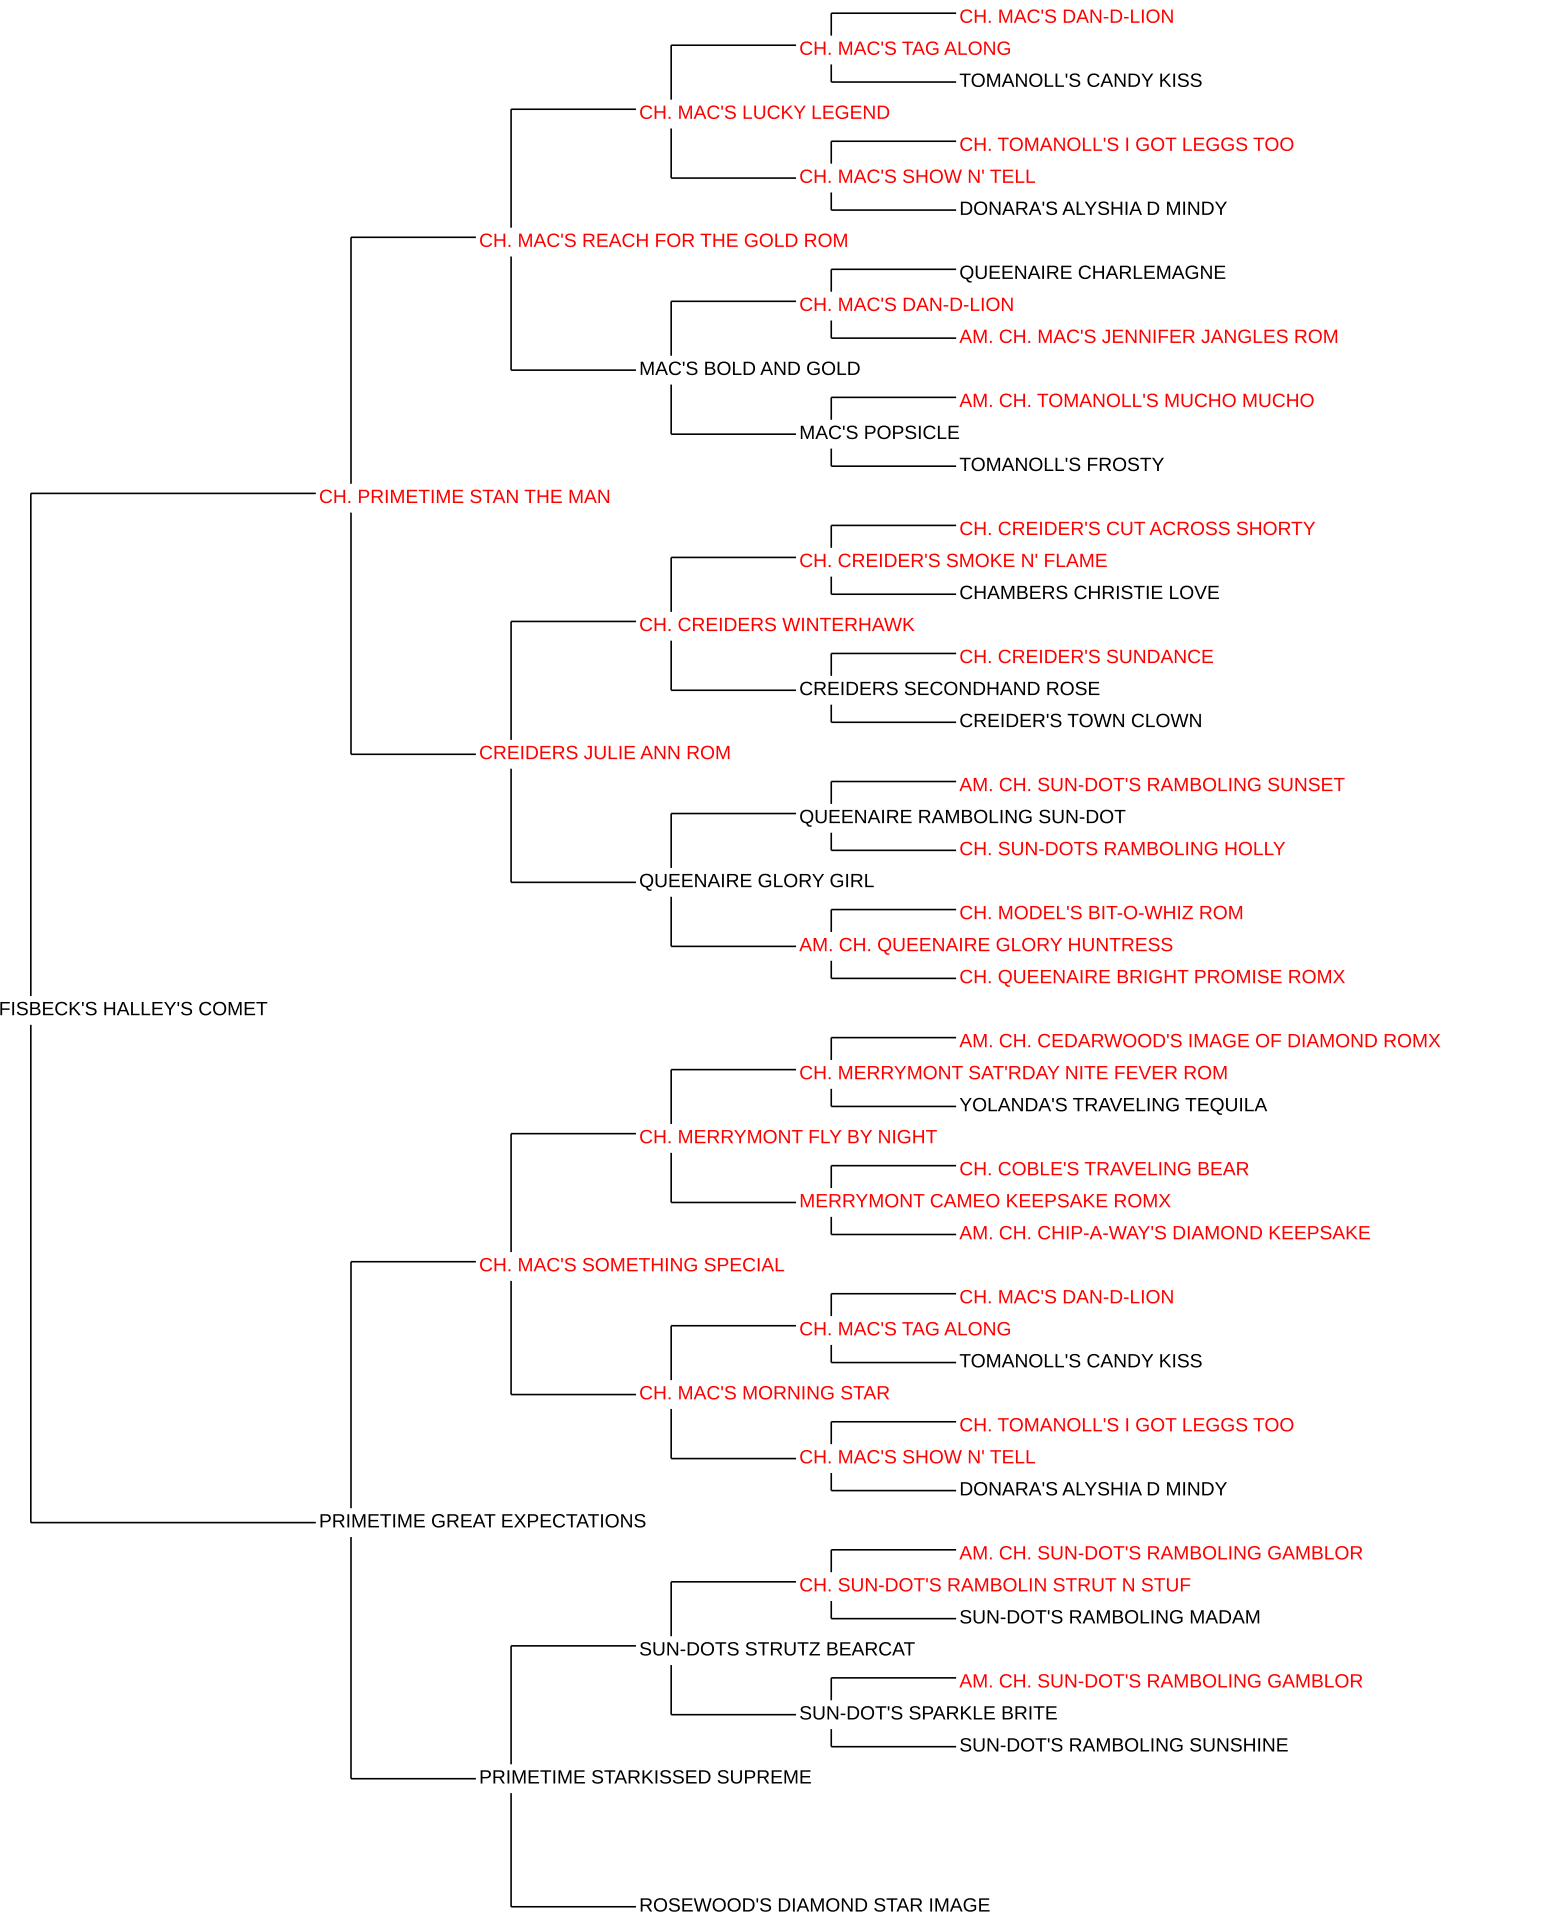 CH. MAC'S DAN-D-LION
CH. MAC'S TAG ALONG
TOMANOLL'S CANDY KISS
CH. MAC'S LUCKY LEGEND
CH. TOMANOLL'S I GOT LEGGS TOO
CH. MAC'S SHOW N' TELL
DONARA'S ALYSHIA D MINDY
CH. MAC'S REACH FOR THE GOLD ROM
QUEENAIRE CHARLEMAGNE
CH. MAC'S DAN-D-LION
AM. CH. MAC'S JENNIFER JANGLES ROM
MAC'S BOLD AND GOLD
AM. CH. TOMANOLL'S MUCHO MUCHO
MAC'S POPSICLE
TOMANOLL'S FROSTY
CH. PRIMETIME STAN THE MAN
CH. CREIDER'S CUT ACROSS SHORTY
CH. CREIDER'S SMOKE N' FLAME
CHAMBERS CHRISTIE LOVE
CH. CREIDERS WINTERHAWK
CH. CREIDER'S SUNDANCE
CREIDERS SECONDHAND ROSE
CREIDER'S TOWN CLOWN
CREIDERS JULIE ANN ROM
AM. CH. SUN-DOT'S RAMBOLING SUNSET
QUEENAIRE RAMBOLING SUN-DOT
CH. SUN-DOTS RAMBOLING HOLLY
QUEENAIRE GLORY GIRL
CH. MODEL'S BIT-O-WHIZ ROM
AM. CH. QUEENAIRE GLORY HUNTRESS
CH. QUEENAIRE BRIGHT PROMISE ROMX
FISBECK'S HALLEY'S COMET
AM. CH. CEDARWOOD'S IMAGE OF DIAMOND ROMX
CH. MERRYMONT SAT'RDAY NITE FEVER ROM
YOLANDA'S TRAVELING TEQUILA
CH. MERRYMONT FLY BY NIGHT
CH. COBLE'S TRAVELING BEAR
MERRYMONT CAMEO KEEPSAKE ROMX
AM. CH. CHIP-A-WAY'S DIAMOND KEEPSAKE
CH. MAC'S SOMETHING SPECIAL
CH. MAC'S DAN-D-LION
CH. MAC'S TAG ALONG
TOMANOLL'S CANDY KISS
CH. MAC'S MORNING STAR
CH. TOMANOLL'S I GOT LEGGS TOO
CH. MAC'S SHOW N' TELL
DONARA'S ALYSHIA D MINDY
PRIMETIME GREAT EXPECTATIONS
AM. CH. SUN-DOT'S RAMBOLING GAMBLOR
CH. SUN-DOT'S RAMBOLIN STRUT N STUF
SUN-DOT'S RAMBOLING MADAM
SUN-DOTS STRUTZ BEARCAT
AM. CH. SUN-DOT'S RAMBOLING GAMBLOR
SUN-DOT'S SPARKLE BRITE
SUN-DOT'S RAMBOLING SUNSHINE
PRIMETIME STARKISSED SUPREME
ROSEWOOD'S DIAMOND STAR IMAGE